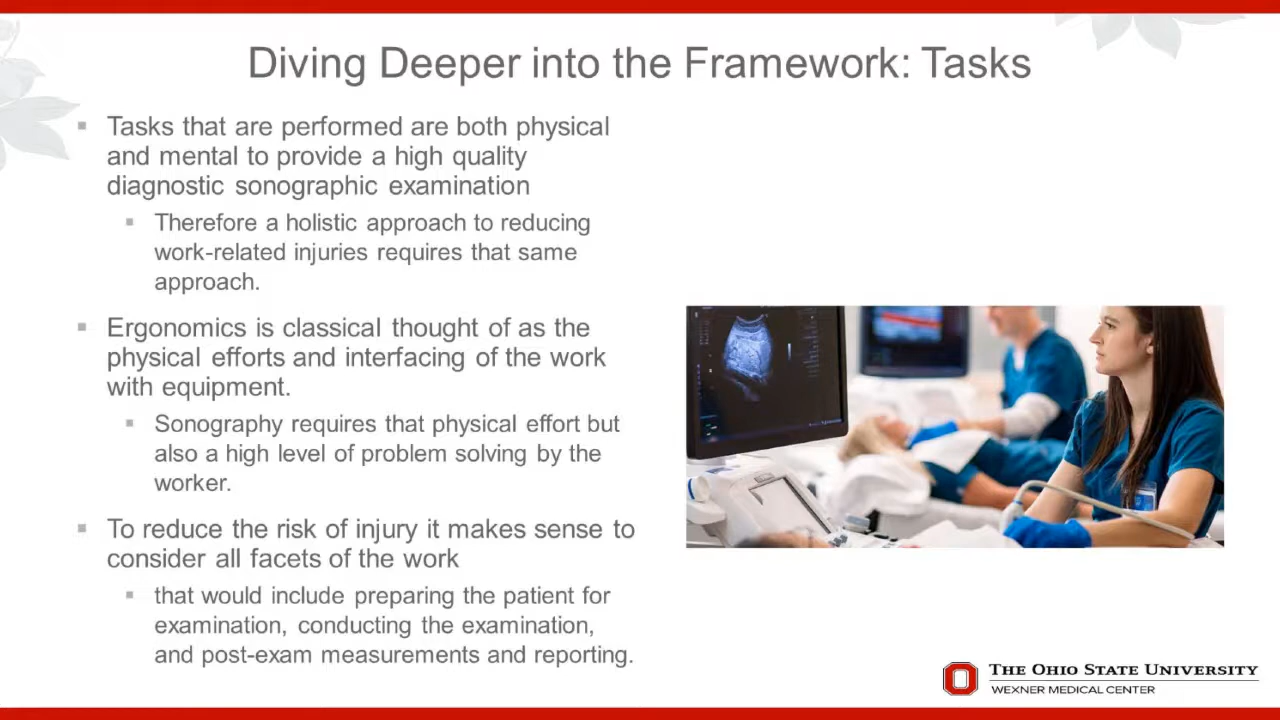 Diving Deeper into the Framework: Tasks
Tasks that are performed are both physical
and mental to provide a high quality
diagnostic sonographic examination
Therefore a holistic approach to reducing
work-related injuries requires that same
approach.
Ergonomics is classical thought of as the
physical efforts and interfacing of the work
with equipment.
Sonography requires that physical effort but
also a high level of problem solving by the
worker.
To reduce the risk of injury it makes sense to
consider all facets of the work
that would include preparing the patient for
examination, conducting the examination,
and post-exam measurements and reporting.
THE OHIO STATE UNIVERSITY
WEXNER MEDICAL CENTER